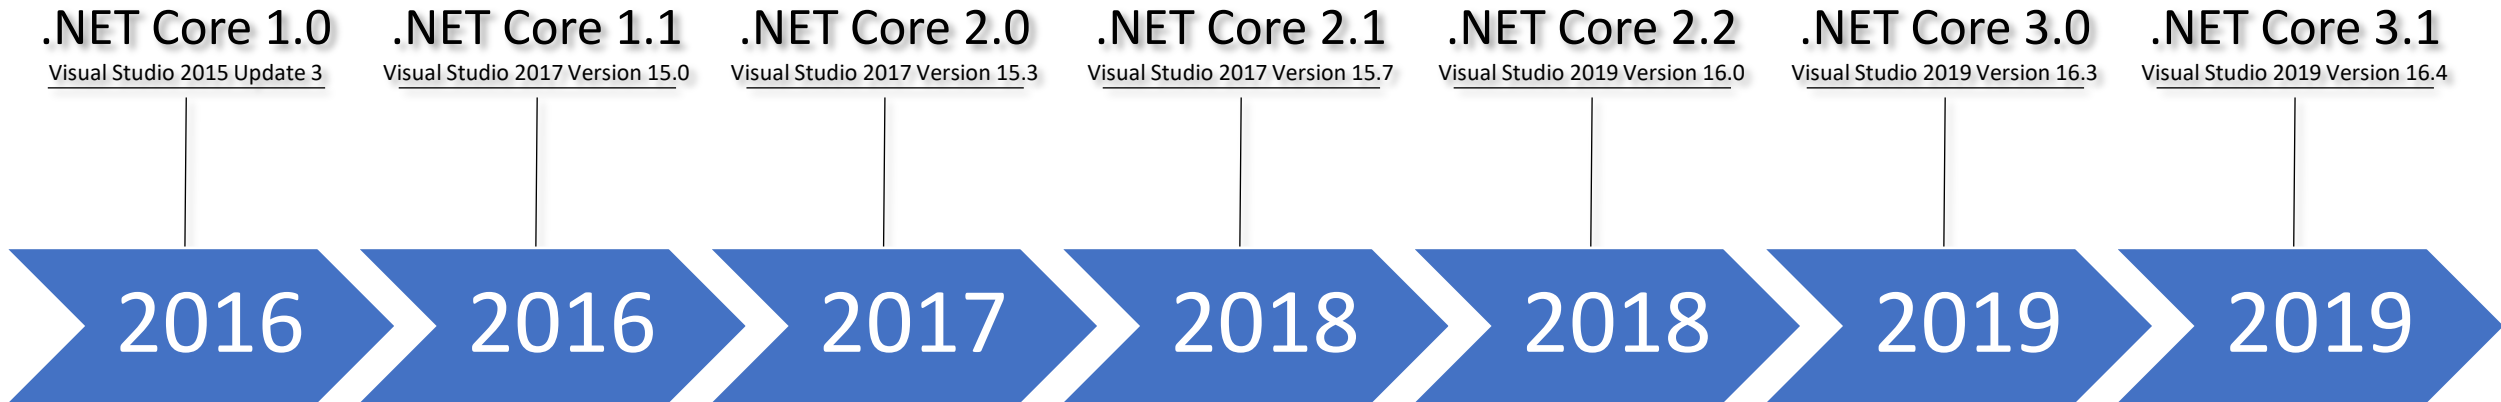 .NET Core 1.0
Visual Studio 2015 Update 3
.NET Core 1.1
Visual Studio 2017 Version 15.0
.NET Core 2.0
Visual Studio 2017 Version 15.3
.NET Core 2.1
Visual Studio 2017 Version 15.7
.NET Core 2.2
Visual Studio 2019 Version 16.0
.NET Core 3.0
Visual Studio 2019 Version 16.3
.NET Core 3.1
Visual Studio 2019 Version 16.4
2016
2016
2017
2018
2018
2019
2019